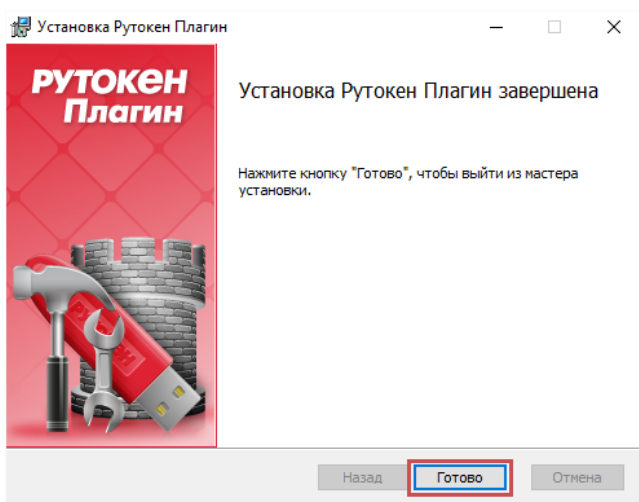 Установка Рутокен Плагин
рутокен
Плагин
Установка Рутокен Плагин завершена
Нажмите кнопку "Готово", чтобы выйти из мастера
установки.
РУТОКЕН
Назад
Готово
Отмена